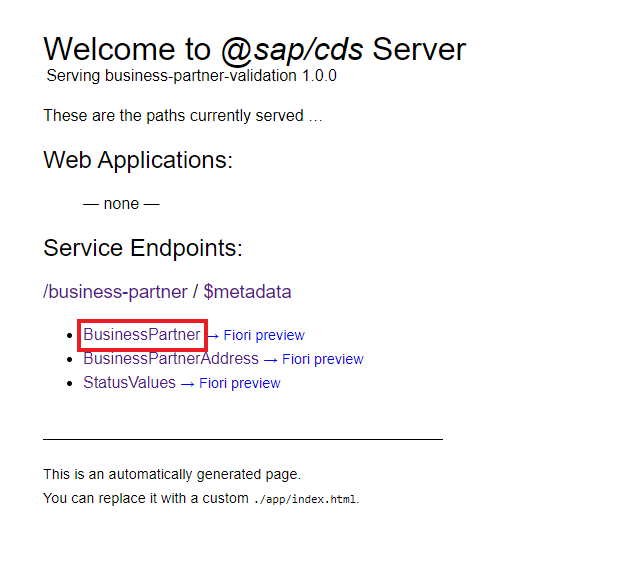 Welcome to @sap/cds Server
Serving business-partner-validation 1.0.0
These are the paths currently served …
Web Applications:
— none —
Service Endpoints:
/business-partner / $metadata
BusinessPartner → Fiori preview
BusinessPartnerAddress → Fiori preview
StatusValues → Fiori preview
This is an automatically generated page.
You can replace it with a custom ./app/index.html.